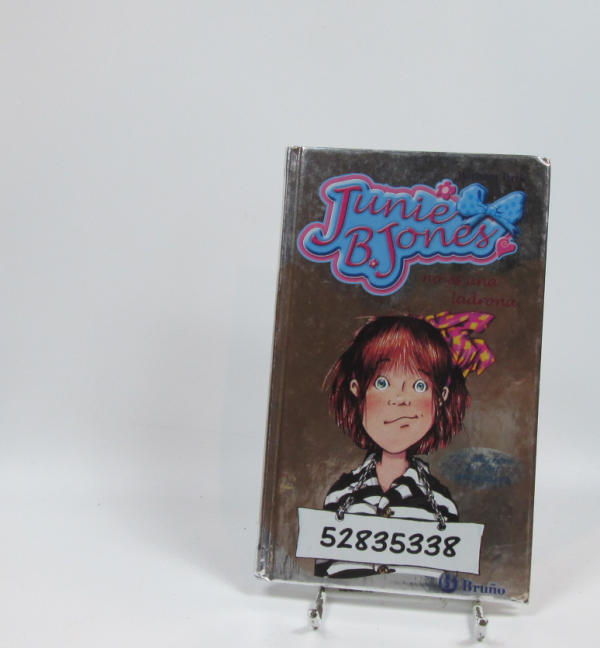 Junie
B. Jones
no es una
ladrona
52835338
B Bruño